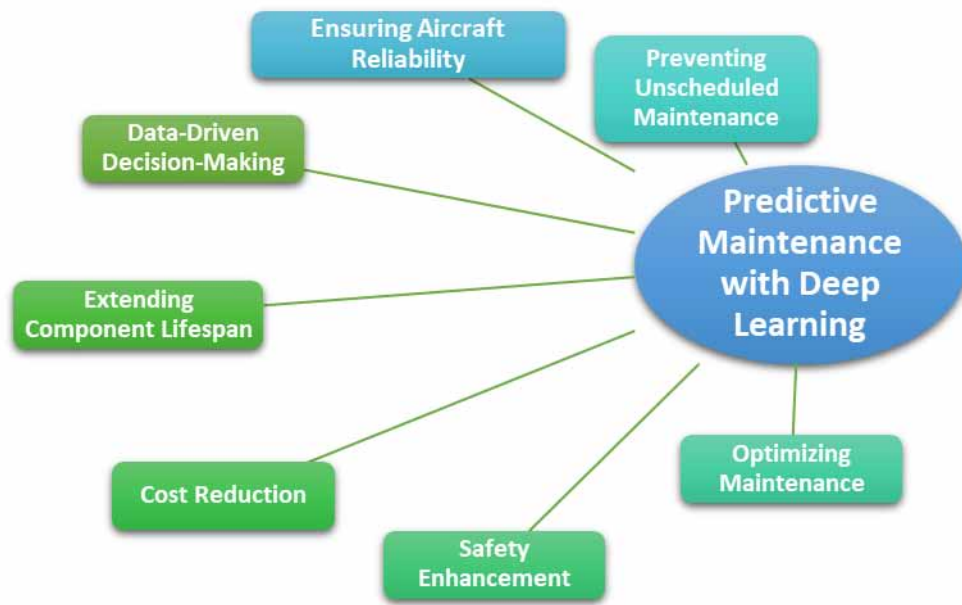 Ensuring Aircraft
Reliability
Preventing
Unscheduled
Maintenance
Data-Driven
Decision-Making
Predictive
Maintenance
with Deep
Learning
Extending
Component Lifespan
Optimizing
Maintenance
Cost Reduction
Safety
Enhancement